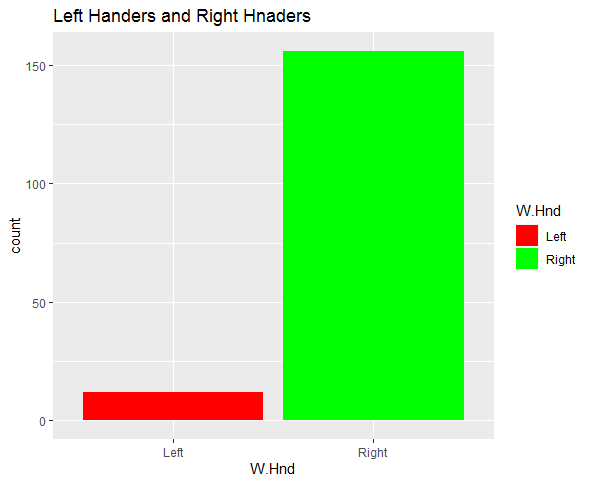 Left Handers and Right Hnaders
150
100
50
0
count
Left
Right
W.Hnd
W.Hnd
Left
Right